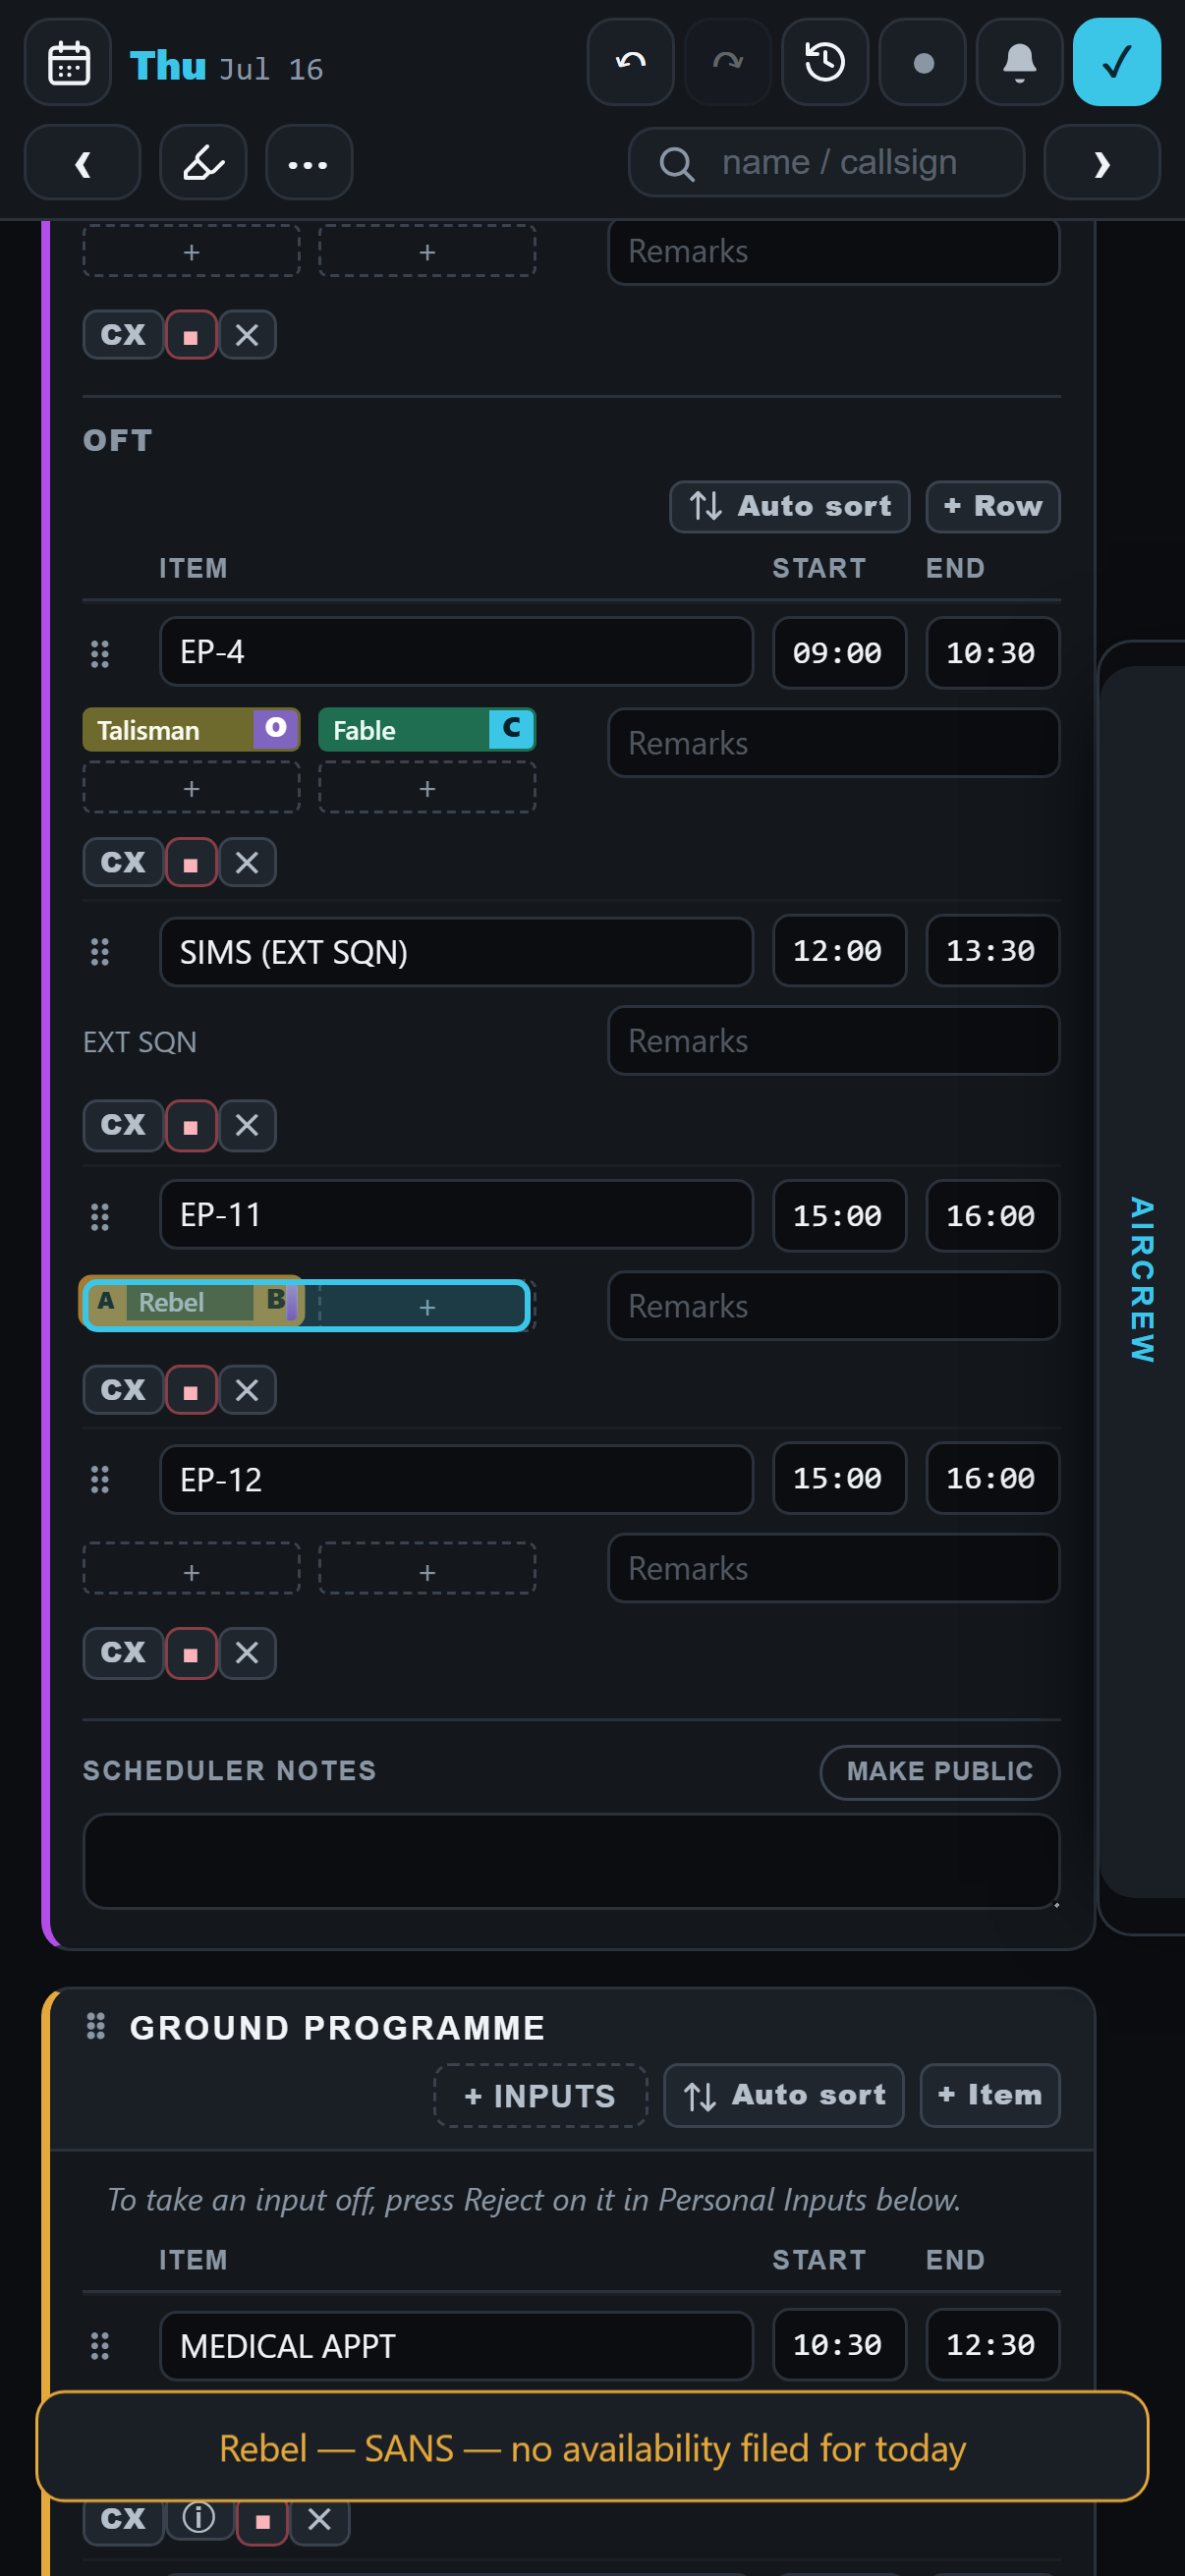 Thu Jul 16
name / callsign
+ + Remarks
CX
OFT
Auto sort + Row
ITEM START END
EP-4 09:00 10:30
Talisman O Fable C Remarks
+ +
CX
SIMS (EXT SQN) 12:00 13:30
EXT SQN Remarks
CX
EP-11 15:00 16:00
A Rebel B + Remarks
CX
EP-12 15:00 16:00
+ + Remarks
CX
AIRCREW
SCHEDULER NOTES MAKE PUBLIC
GROUND PROGRAMME
+ INPUTS Auto sort + Item
To take an input off, press Reject on it in Personal Inputs below.
ITEM START END
MEDICAL APPT 10:30 12:30
Rebel — SANS — no availability filed for today
CX